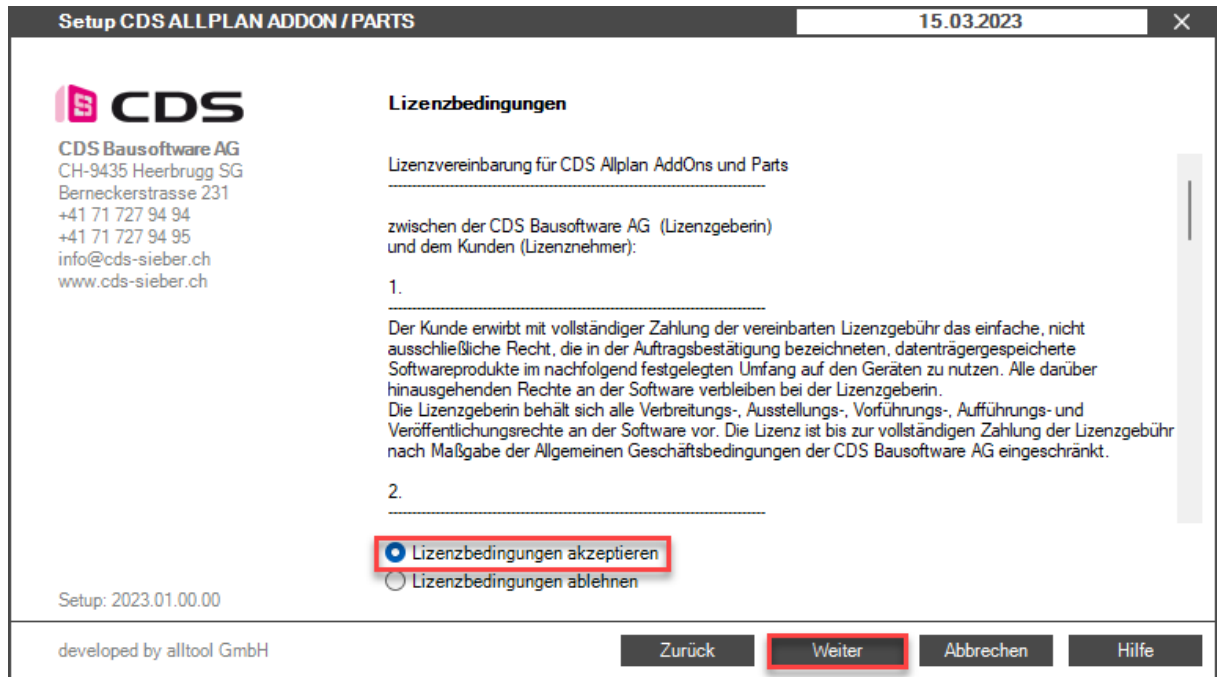 Setup CDS ALLPLAN ADDON / PARTS
15.03.2023
CDS
CDS Bausoftware AG
CH-9435 Heerbrugg SG
Berneckerstrasse 231
+41 71 727 94 94
+41 71 727 94 95
info@cds-sieber.ch
www.cds-sieber.ch
Lizenzbedingungen
Lizenzvereinbarung für CDS Allplan AddOns und Parts
--------------------------------------------------------------------------------
zwischen der CDS Bausoftware AG (Lizenzgeberin)
und dem Kunden (Lizenznehmer):
1.
--------------------------------------------------------------------------------
Der Kunde erwirbt mit vollständiger Zahlung der vereinbarten Lizenzgebühr das einfache, nicht
ausschließliche Recht, die in der Auftragsbestätigung bezeichneten, datenträgergespeicherte
Softwareprodukte im nachfolgend festgelegten Umfang auf den Geräten zu nutzen. Alle darüber
hinausgehenden Rechte an der Software verbleiben bei der Lizenzgeberin.
Die Lizenzgeberin behält sich alle Verbreitungs-, Ausstellungs-, Vorführungs-, Aufführungs- und
Veröffentlichungsrechte an der Software vor. Die Lizenz ist bis zur vollständigen Zahlung der Lizenzgebühr
nach Maßgabe der Allgemeinen Geschäftsbedingungen der CDS Bausoftware AG eingeschränkt.
2.
--------------------------------------------------------------------------------
Lizenzbedingungen akzeptieren
Lizenzbedingungen ablehnen
Setup: 2023.01.00.00
developed by alltool GmbH
Zurück
Weiter
Abbrechen
Hilfe